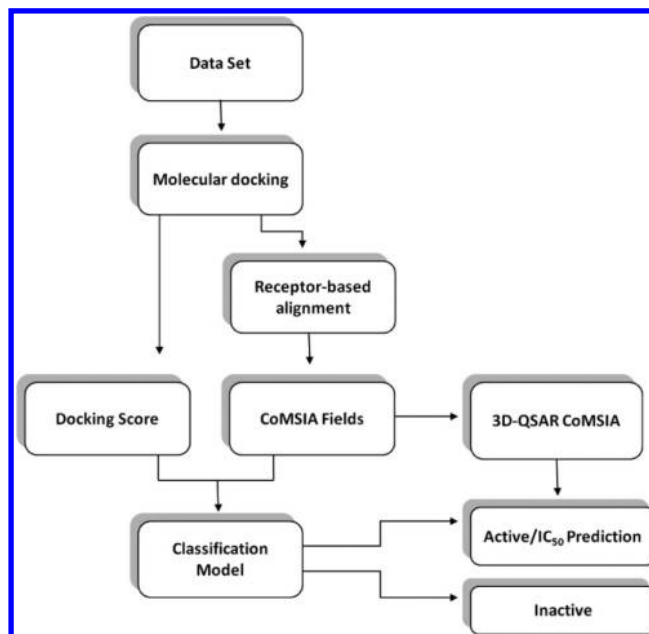 Data Set
Molecular docking
Receptor-based
alignment
Docking Score
CoMSIA Fields
3D-QSAR CoMSIA
Classification
Model
Active/IC₅₀ Prediction
Inactive